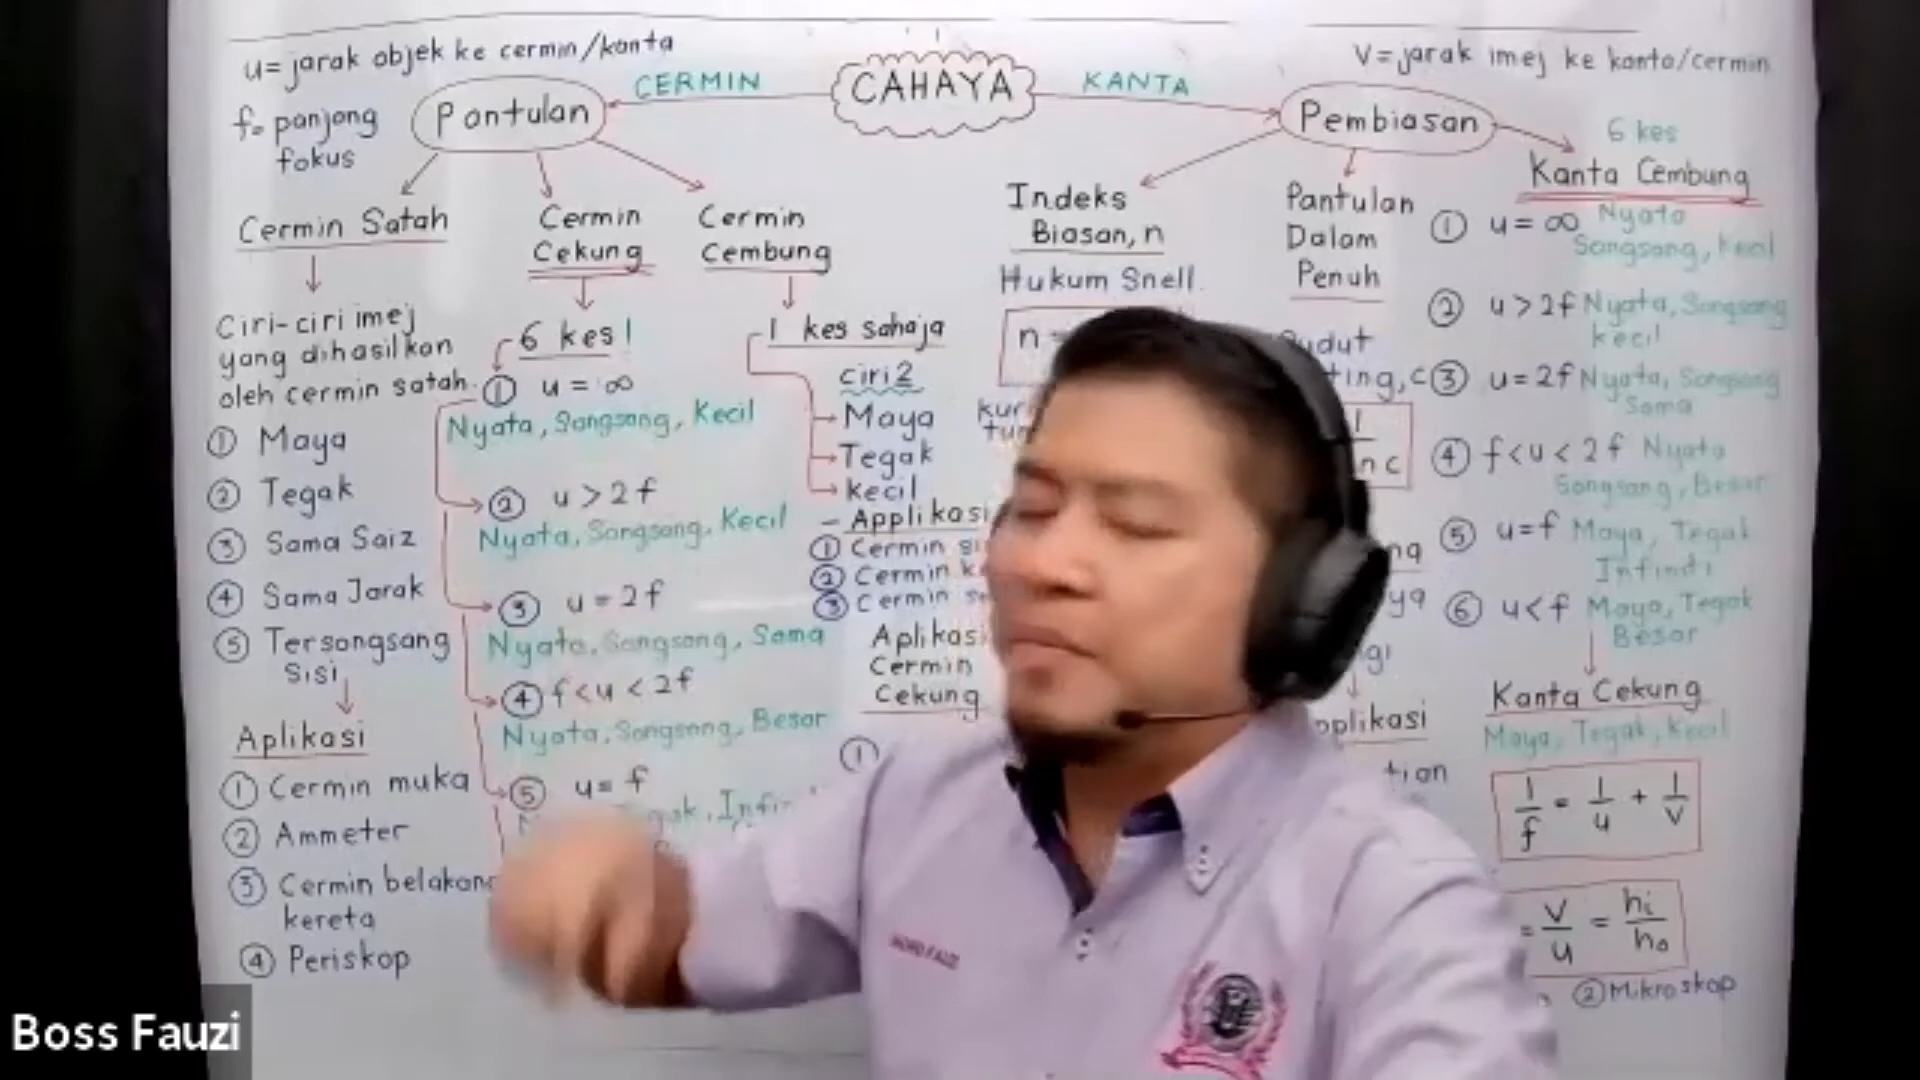 u= jarak objek ke cermin/kanta
f= panjang
fokus
CAHAYA
CERMIN
KANTA
v= jarak imej ke kanta/cermin
Pantulan
Pembiasan
Cermin Satah
Ciri-ciri imej
yang dihasilkan
oleh cermin satah.
① Maya
② Tegak
③ Sama Saiz
④ Sama Jarak
⑤ Tersongsang
Sisi
Aplikasi
① Cermin muka
② Ammeter
③ Cermin belakang
kereta
④ Periskop
Cermin
Cekung
6 kes!
① u = ∞
Nyata, Songsang, Kecil
② u > 2f
Nyata, Songsang, Kecil
③ u = 2f
Nyata, Songsang, Sama
④ f < u < 2f
Nyata, Songsang, Besar
⑤ u = f
Cermin
Cembung
1 kes sahaja
ciri2
Maya
Tegak
kecil
- Applikasi
① Cermin
② Cermin
③ Cermin
Aplikasi
Cermin
Cekung
①
Indeks
Biasan, n
Hukum Snell
n =
Pantulan
Dalam
Penuh
6 kes
Kanta Cembung
① u = ∞ Nyata
Songsang, kecil
② u > 2f Nyata, Songsang
kecil
③ u = 2f Nyata, Songsang
Sama
④ f < u < 2f Nyata
Songsang, Besar
⑤ u = f Maya, Tegak
Infiniti
⑥ u < f Maya, Tegak
Besar
Kanta Cekung
Maya, Tegak, Kecil
1/f = 1/u + 1/v
= v/u = hi/ho
② Mikroskop
Boss Fauzi